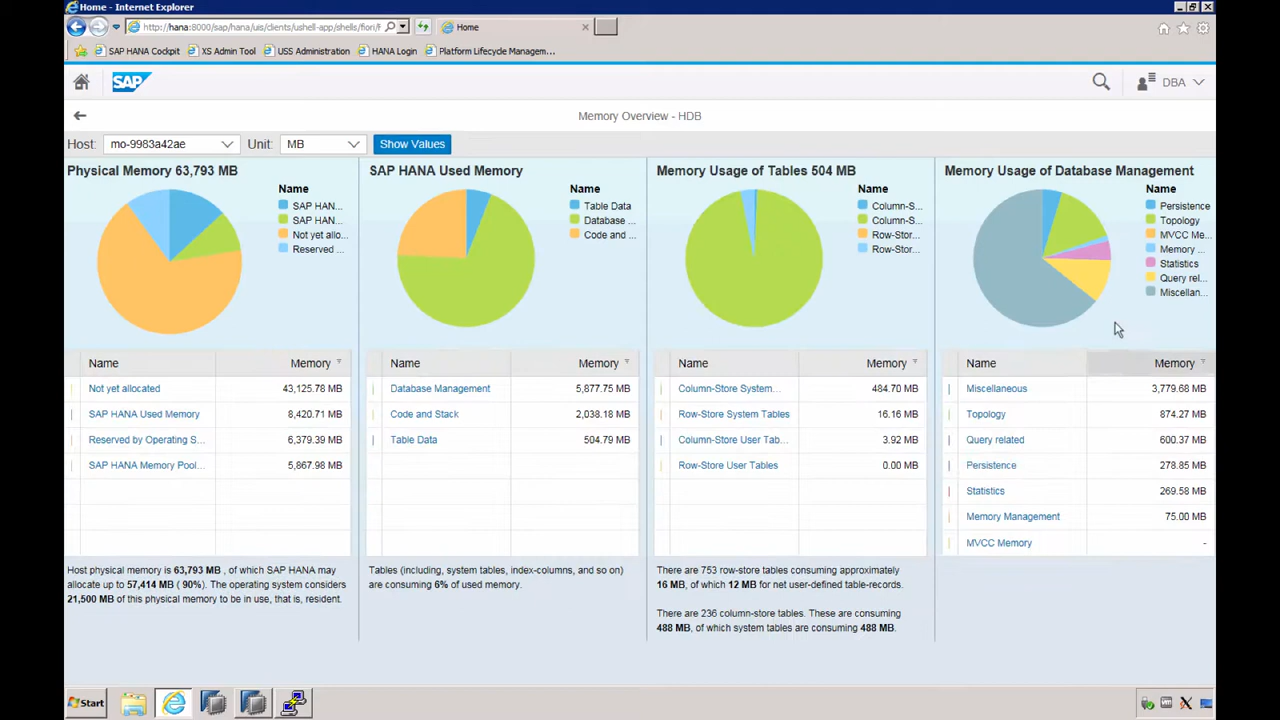 Home - Internet Explorer
http://hana:8000/sap/hana/uis/clients/ushell-app/shells/fiori/F
Home
SAP HANA Cockpit XS Admin Tool USS Administration HANA Login Platform Lifecycle Managem...
SAP
DBA
Memory Overview - HDB
Host: mo-9983a42ae Unit: MB Show Values
Physical Memory 63,793 MB
Name
SAP HAN...
SAP HAN...
Not yet allo...
Reserved ...
Name Memory
Not yet allocated 43,125.78 MB
SAP HANA Used Memory 8,420.71 MB
Reserved by Operating S... 6,379.39 MB
SAP HANA Memory Pool... 5,867.98 MB
Host physical memory is 63,793 MB , of which SAP HANA may
allocate up to 57,414 MB ( 90%). The operating system considers
21,500 MB of this physical memory to be in use, that is, resident.
SAP HANA Used Memory
Name
Table Data
Database ...
Code and ...
Name Memory
Database Management 5,877.75 MB
Code and Stack 2,038.18 MB
Table Data 504.79 MB
Tables (including, system tables, index-columns, and so on)
are consuming 6% of used memory.
Memory Usage of Tables 504 MB
Name
Column-S...
Column-S...
Row-Stor...
Row-Stor...
Name Memory
Column-Store System... 484.70 MB
Row-Store System Tables 16.16 MB
Column-Store User Tab... 3.92 MB
Row-Store User Tables 0.00 MB
There are 753 row-store tables consuming approximately
16 MB, of which 12 MB for net user-defined table-records.
There are 236 column-store tables. These are consuming
488 MB, of which system tables are consuming 488 MB.
Memory Usage of Database Management
Name
Persistence
Topology
MVCC Me...
Memory ...
Statistics
Query rel...
Miscellan...
Name Memory
Miscellaneous 3,779.68 MB
Topology 874.27 MB
Query related 600.37 MB
Persistence 278.85 MB
Statistics 269.58 MB
Memory Management 75.00 MB
MVCC Memory -
Start